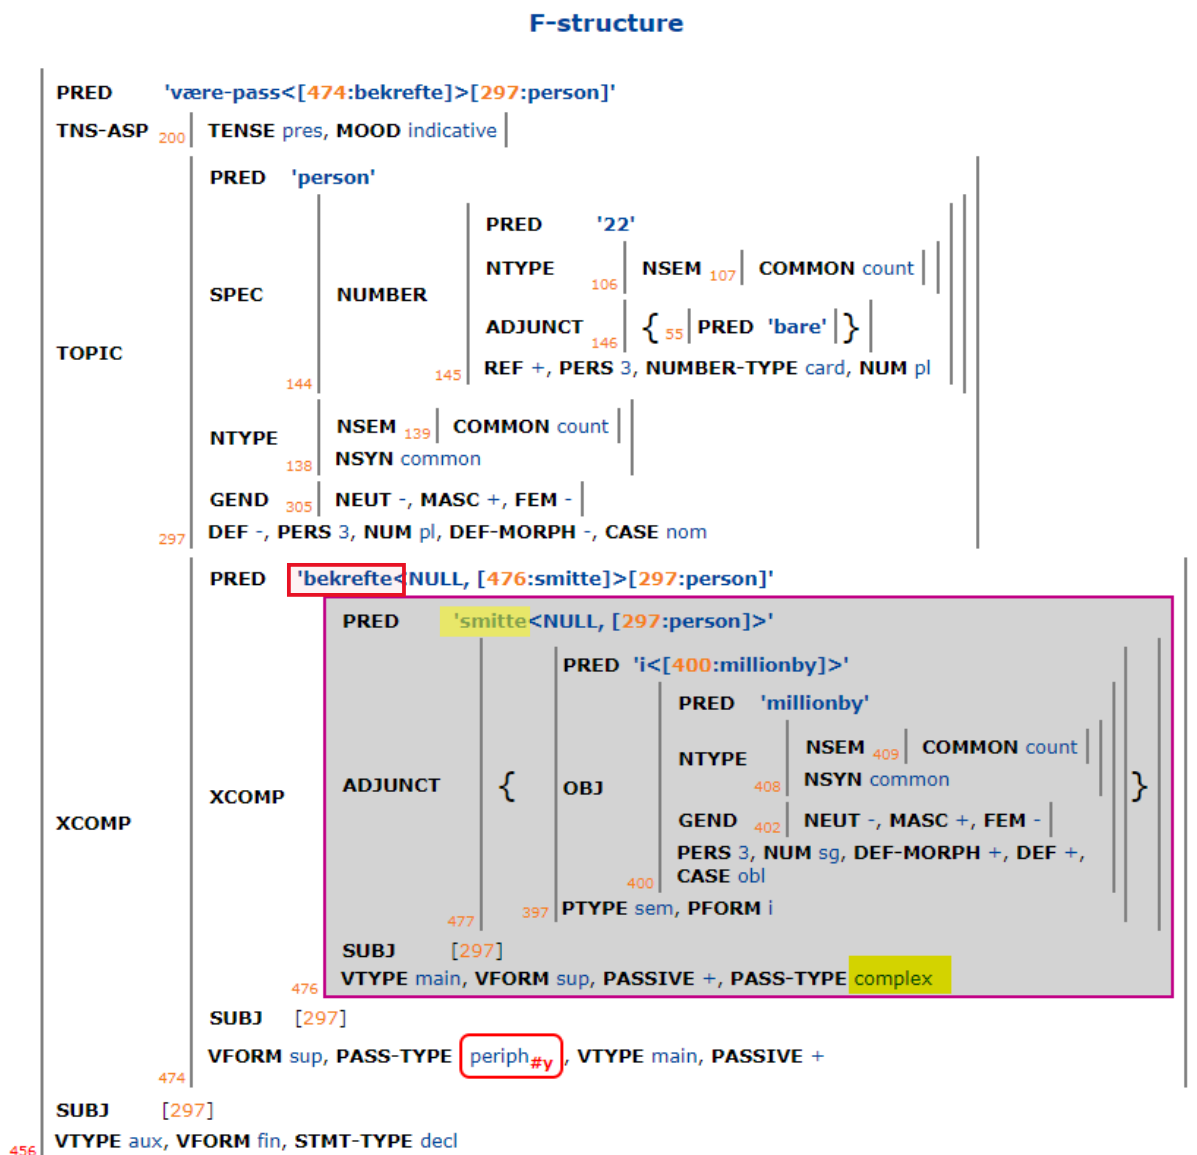 F-structure
PRED 'være-pass<[474:bekrefte]>[297:person]'
TNS-ASP 200 TENSE pres, MOOD indicative
PRED 'person'
PRED '22'
NTYPE 106 NSEM 107 COMMON count
SPEC NUMBER
ADJUNCT 146 { 55 PRED 'bare' }
TOPIC
144 145 REF +, PERS 3, NUMBER-TYPE card, NUM pl
NSEM 139 COMMON count
NTYPE
138 NSYN common
GEND 305 NEUT -, MASC +, FEM -
297 DEF -, PERS 3, NUM pl, DEF-MORPH -, CASE nom
PRED 'bekrefte<NULL, [476:smitte]>[297:person]'
PRED 'smitte<NULL, [297:person]>'
PRED 'i<[400:millionby]>'
PRED 'millionby'
NSEM 409 COMMON count
NTYPE
408 NSYN common
XCOMP ADJUNCT { OBJ }
XCOMP
GEND 402 NEUT -, MASC +, FEM -
PERS 3, NUM sg, DEF-MORPH +, DEF +,
400 CASE obl
477 397 PTYPE sem, PFORM i
SUBJ [297]
476 VTYPE main, VFORM sup, PASSIVE +, PASS-TYPE complex
SUBJ [297]
474 VFORM sup, PASS-TYPE periph#y, VTYPE main, PASSIVE +
SUBJ [297]
456 VTYPE aux, VFORM fin, STMT-TYPE decl